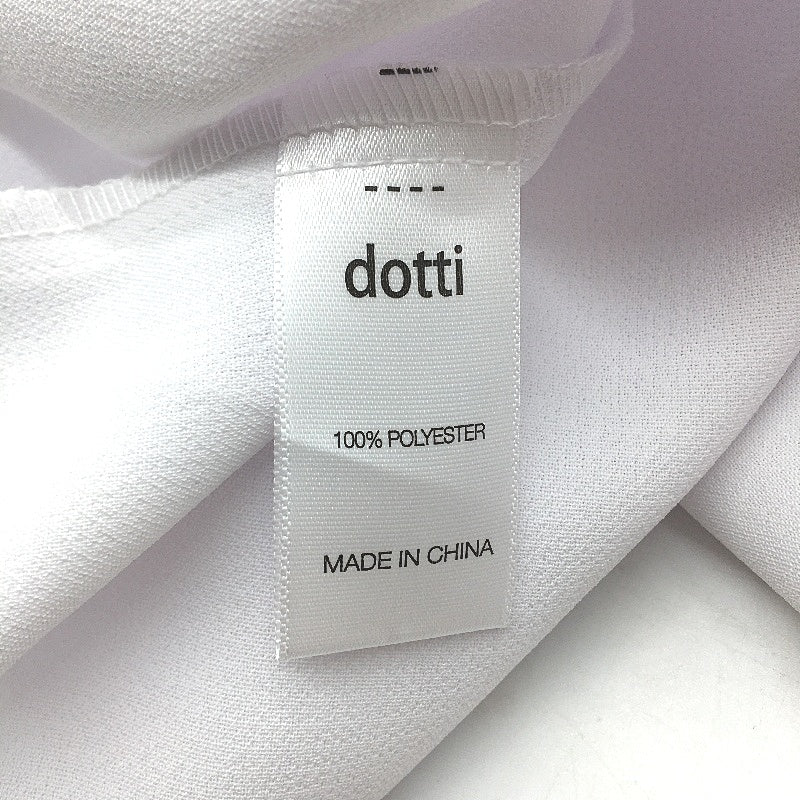 dotti
100% POLYESTER
MADE IN CHINA